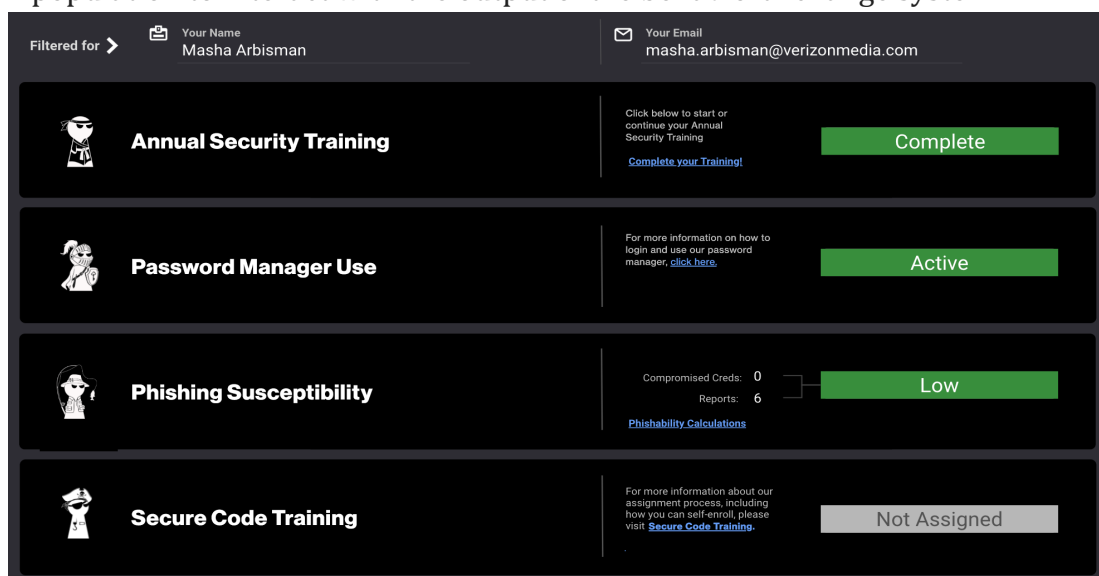 Filtered for
Your Name
Masha Arbisman
Your Email
masha.arbisman@verizonmedia.com
Annual Security Training
Click below to start or
continue your Annual
Security Training
Complete your Training!
Complete
Password Manager Use
For more information on how to
login and use our password
manager, click here.
Active
Phishing Susceptibility
Compromised Creds: 0
Reports: 6
Phishability Calculations
Low
Secure Code Training
For more information about our
assignment process, including
how you can self-enroll, please
visit Secure Code Training.
Not Assigned